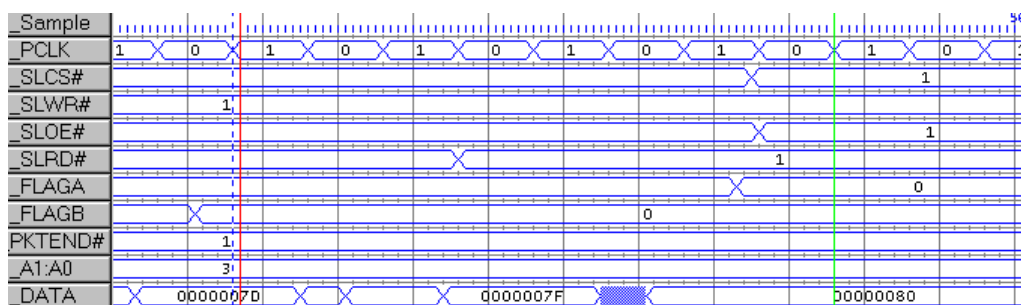 _Sample
_PCLK 1 0 1 0 1 0 1 0 1 0 1 0
_SLCS# 1
_SLWR# 1
_SLOE# 1
_SLRD# 1
_FLAGA 0
_FLAGB 0
PKTEND# 1
_A1:A0 3
_DATA 0000007D 0000007F 00000080